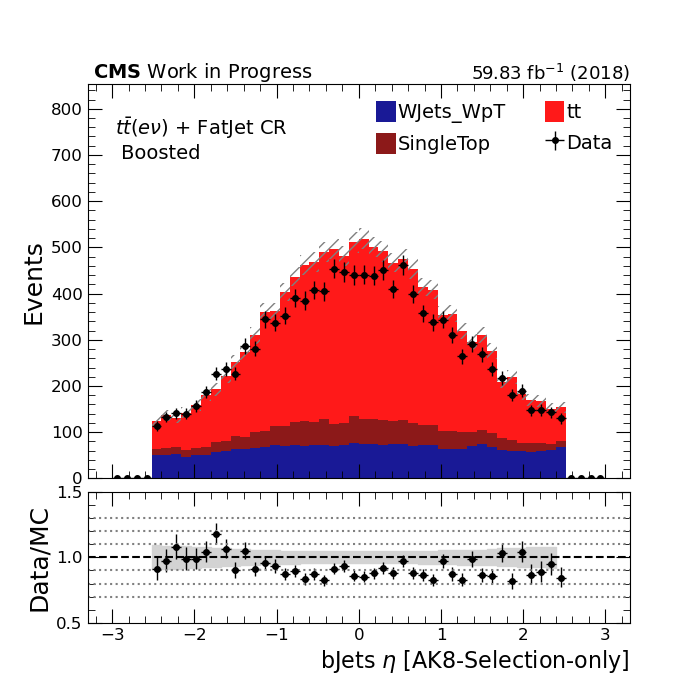 CMS Work in Progress 59.83 fb⁻¹ (2018)
tt̄(eν) + FatJet CR
Boosted
WJets_WpT tt
SingleTop Data
Events
800
700
600
500
400
300
200
100
0
Data/MC
1.5
1.0
0.5
−3 −2 −1 0 1 2 3
bJets η [AK8-Selection-only]